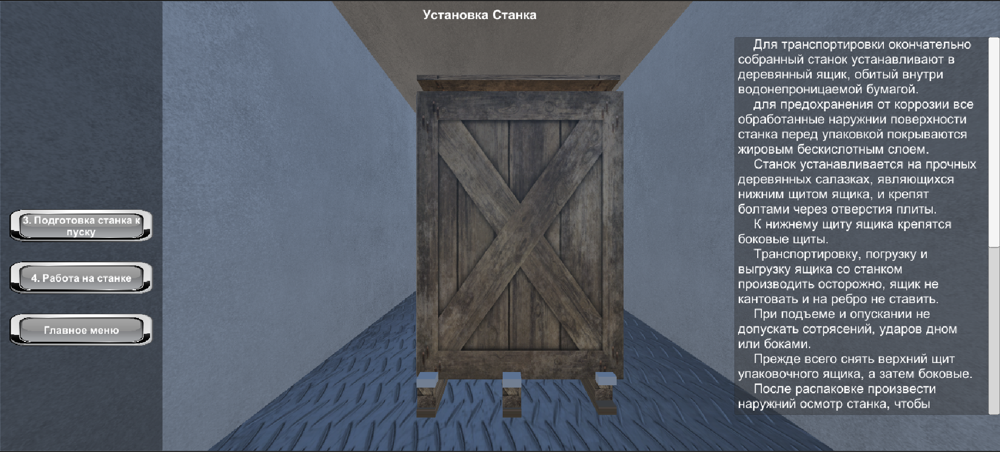 Установка Станка
3. Подготовка станка к
пуску
4. Работа на станке
Главное меню
Для транспортировки окончательно
собранный станок устанавливают в
деревянный ящик, обитый внутри
водонепроницаемой бумагой.
для предохранения от коррозии все
обработанные наружнии поверхности
станка перед упаковкой покрываются
жировым бескислотным слоем.
Станок устанавливается на прочных
деревянных салазках, являющихся
нижним щитом ящика, и крепят
болтами через отверстия плиты.
К нижнему щиту ящика крепятся
боковые щиты.
Транспортировку, погрузку и
выгрузку ящика со станком
производить осторожно, ящик не
кантовать и на ребро не ставить.
При подъеме и опускании не
допускать сотрясений, ударов дном
или боками.
Прежде всего снять верхний щит
упаковочного ящика, а затем боковые.
После распаковке произвести
наружний осмотр станка, чтобы